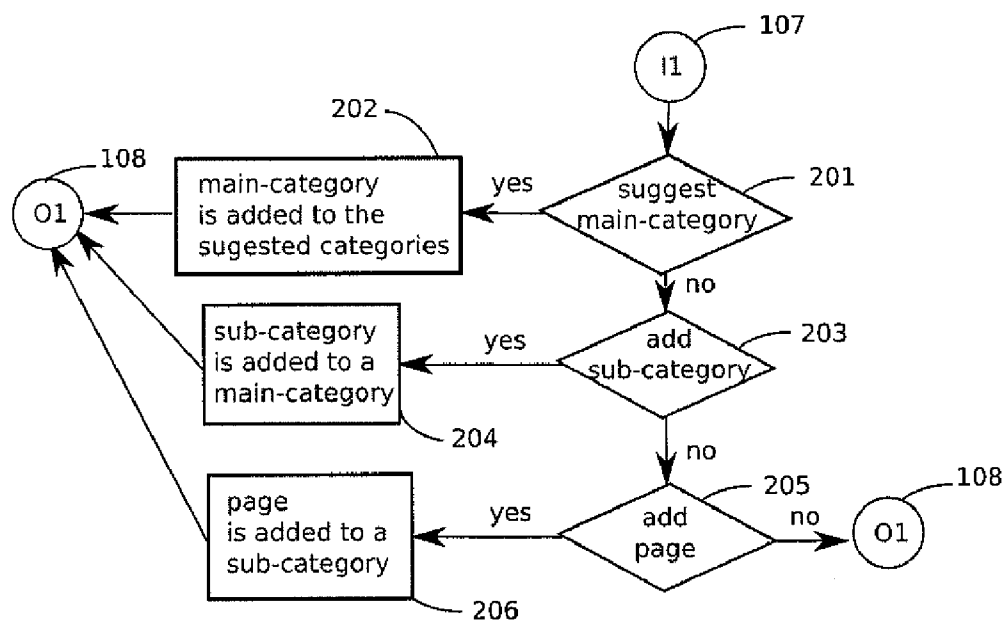 107
I1
202
108
O1
main-category
is added to the
sugested categories
yes
suggest
main-category
201
no
sub-category
is added to a
main-category
204
yes
add
sub-category
203
no
page
is added to a
sub-category
206
yes
add
page
205
no
108
O1